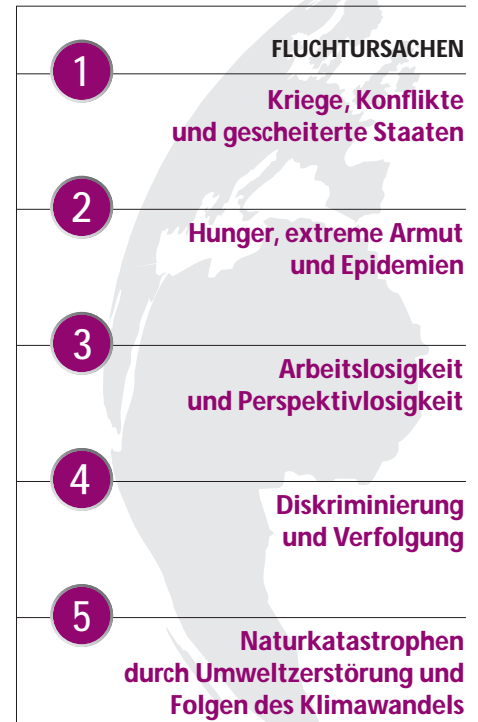 FLUCHTURSACHEN
1
Kriege, Konflikte
und gescheiterte Staaten
2
Hunger, extreme Armut
und Epidemien
3
Arbeitslosigkeit
und Perspektivlosigkeit
4
Diskriminierung
und Verfolgung
5
Naturkatastrophen
durch Umweltzerstörung und
Folgen des Klimawandels